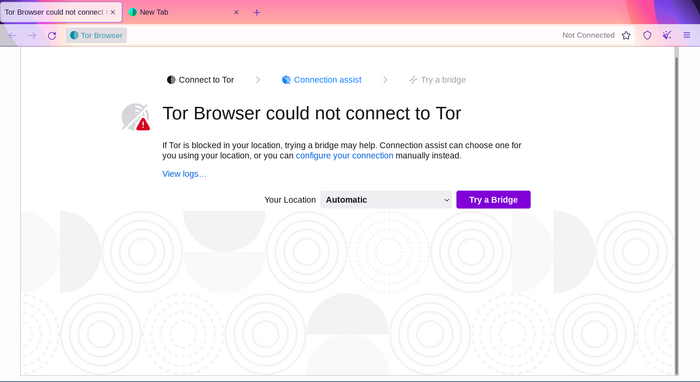 Tor Browser could not connect t
New Tab
Tor Browser
Not Connected
Connect to Tor
Connection assist
Try a bridge
Tor Browser could not connect to Tor
If Tor is blocked in your location, trying a bridge may help. Connection assist can choose one for
you using your location, or you can configure your connection manually instead.
View logs…
Your Location
Automatic
Try a Bridge